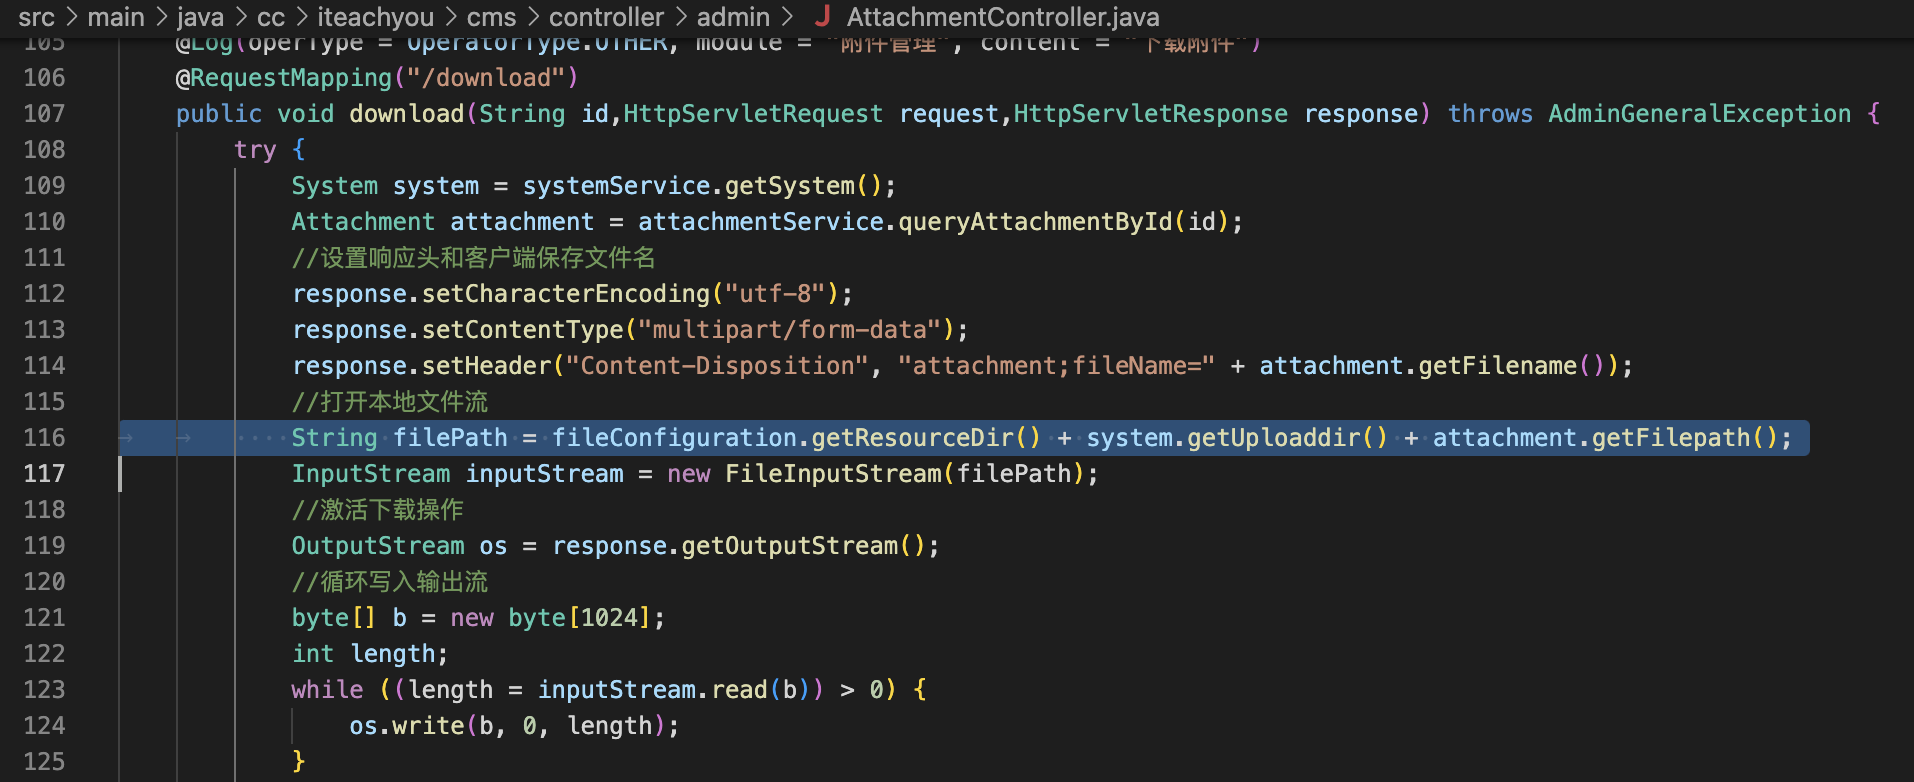 src > main > java > cc > iteachyou > cms > controller > admin > J AttachmentController.java
105 @Log(operType = OperatorType.OTHER, module = "附件管理", content = "下载附件")
106 @RequestMapping("/download")
107 public void download(String id,HttpServletRequest request,HttpServletResponse response) throws AdminGeneralException {
108 try {
109 System system = systemService.getSystem();
110 Attachment attachment = attachmentService.queryAttachmentById(id);
111 //设置响应头和客户端保存文件名
112 response.setCharacterEncoding("utf-8");
113 response.setContentType("multipart/form-data");
114 response.setHeader("Content-Disposition", "attachment;fileName=" + attachment.getFilename());
115 //打开本地文件流
116 String filePath = fileConfiguration.getResourceDir() + system.getUploaddir() + attachment.getFilepath();
117 InputStream inputStream = new FileInputStream(filePath);
118 //激活下载操作
119 OutputStream os = response.getOutputStream();
120 //循环写入输出流
121 byte[] b = new byte[1024];
122 int length;
123 while ((length = inputStream.read(b)) > 0) {
124 os.write(b, 0, length);
125 }